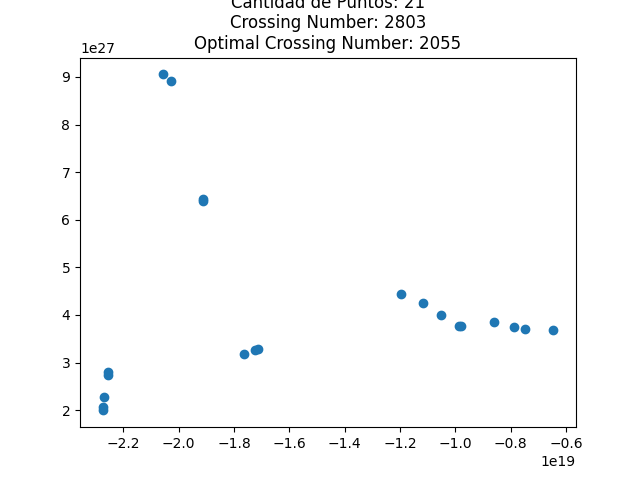 Cantidad de Puntos: 21
Crossing Number: 2803
Optimal Crossing Number: 2055
1e27
9
8
7
6
5
4
3
2
−2.2 −2.0 −1.8 −1.6 −1.4 −1.2 −1.0 −0.8 −0.6
1e19